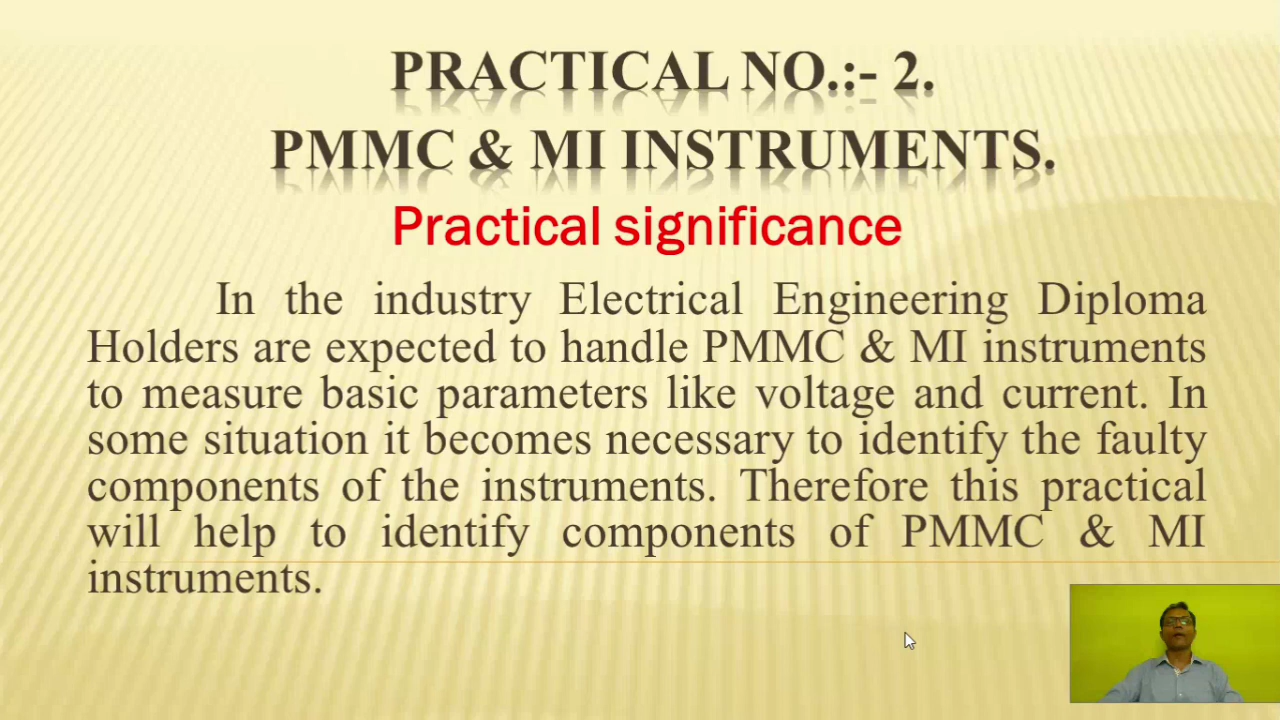 PRACTICAL NO.:- 2.
PMMC & MI INSTRUMENTS.
Practical significance
In the industry Electrical Engineering Diploma
Holders are expected to handle PMMC & MI instruments
to measure basic parameters like voltage and current. In
some situation it becomes necessary to identify the faulty
components of the instruments. Therefore this practical
will help to identify components of PMMC & MI
instruments.